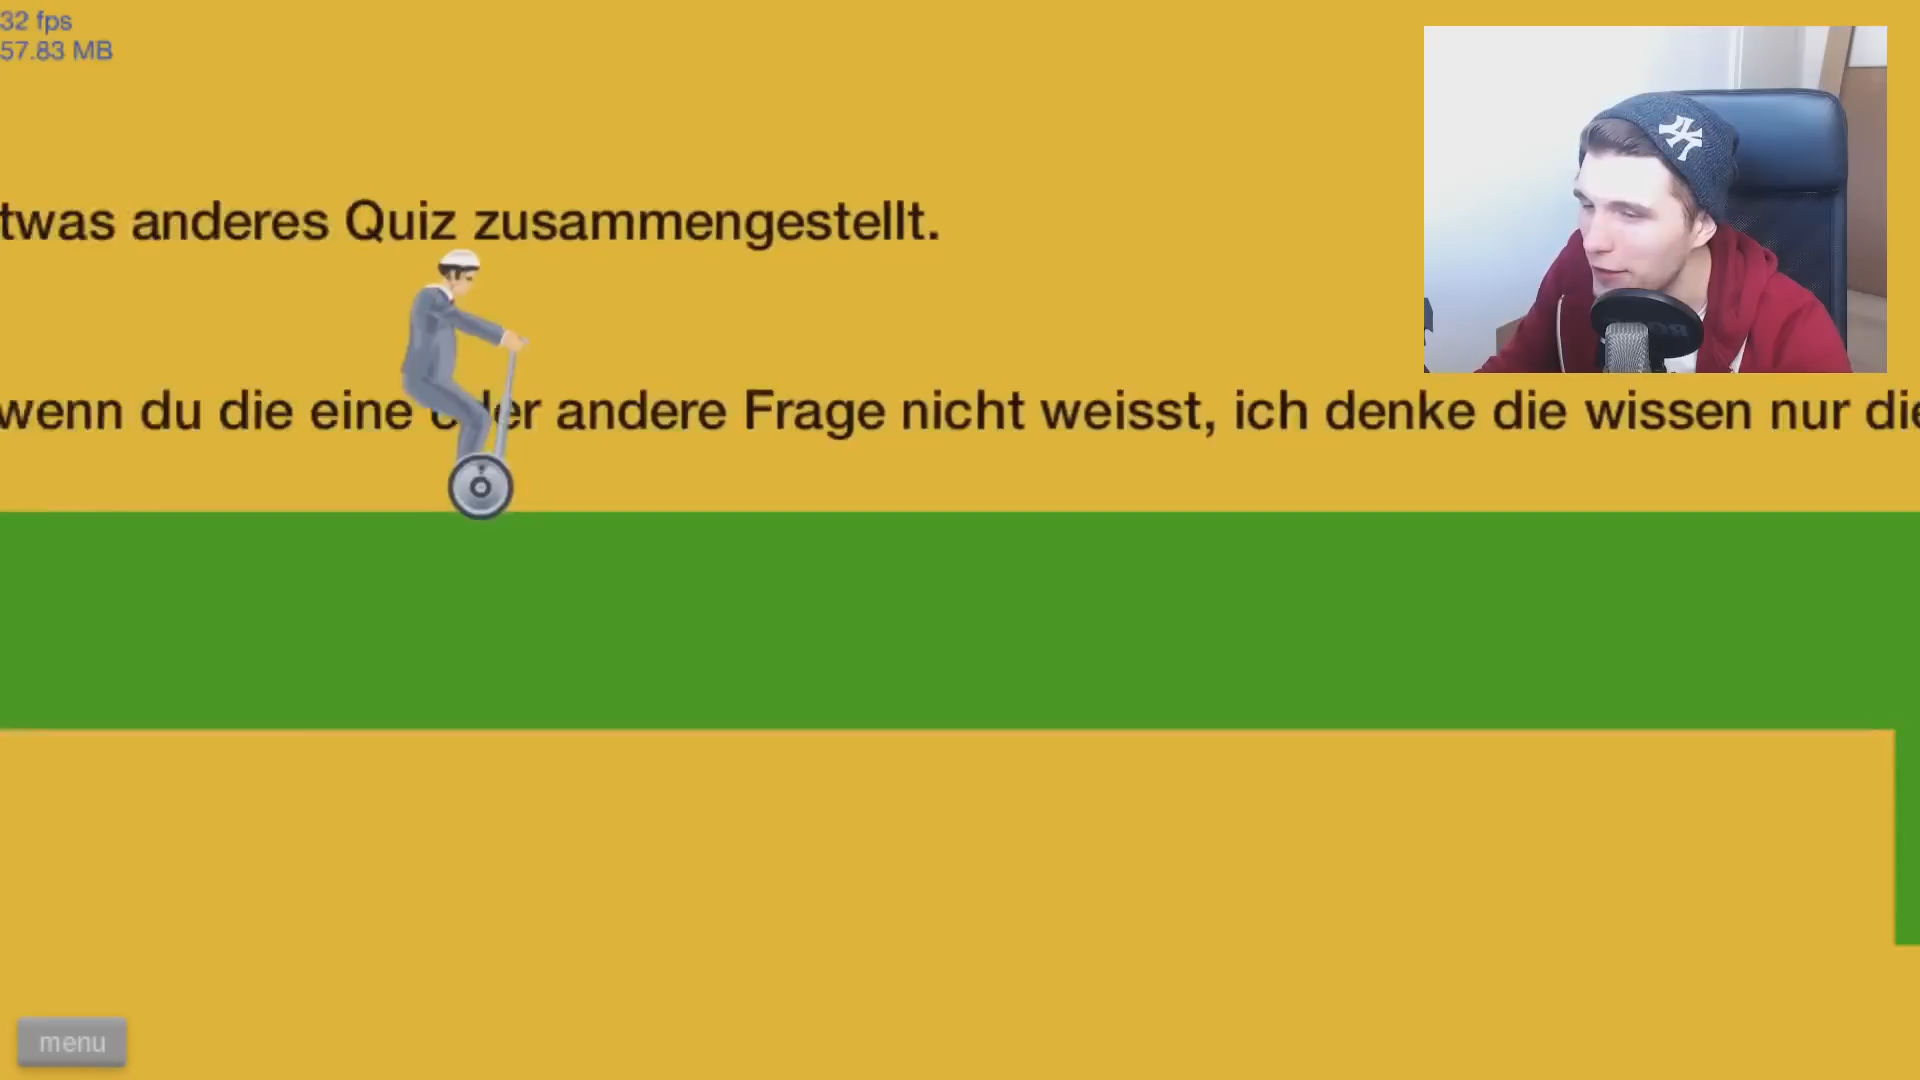 32 fps
57.83 MB
twas anderes Quiz zusammengestellt.
wenn du die eine oder andere Frage nicht weisst, ich denke die wissen nur die
menu